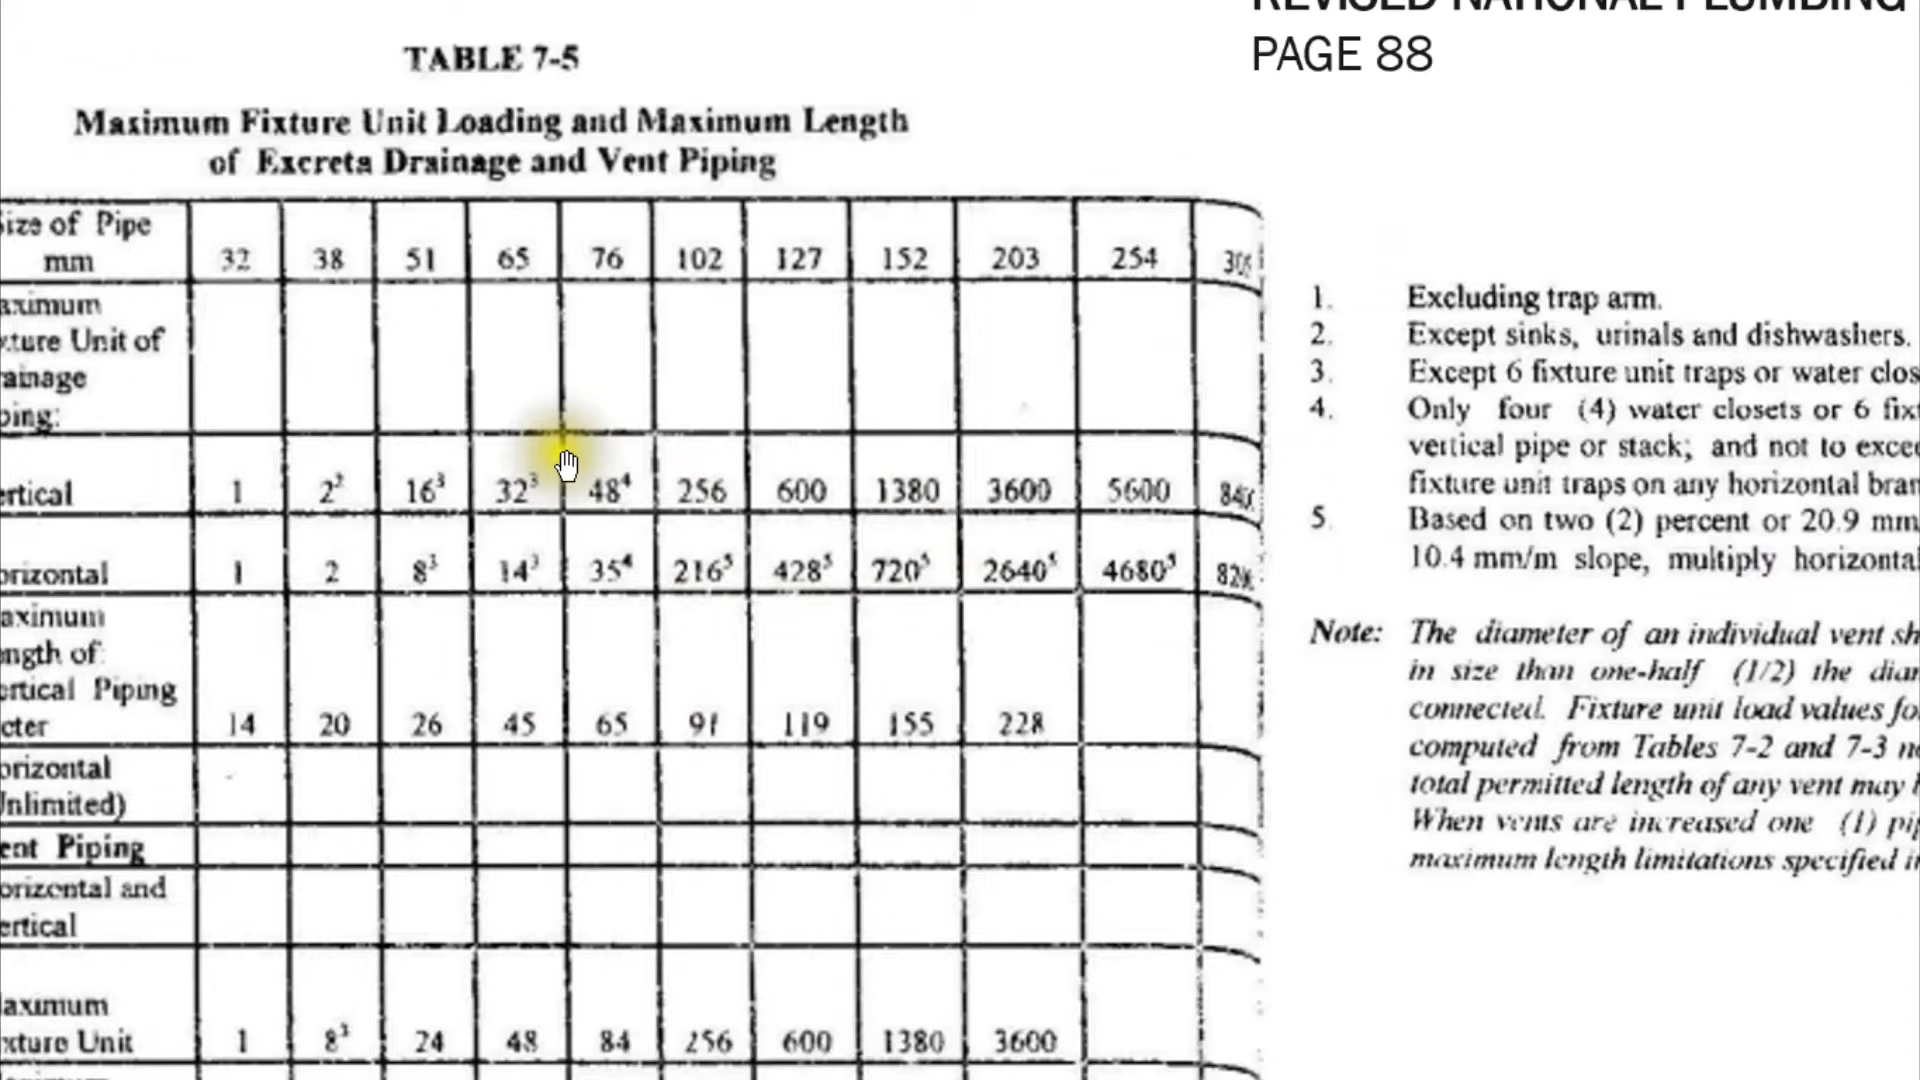 REVISED NATIONAL PLUMBING
PAGE 88
TABLE 7-5
Maximum Fixture Unit Loading and Maximum Length
of Excreta Drainage and Vent Piping
ize of Pipe
mm 32 38 51 65 76 102 127 152 203 254
aximum
xture Unit of
rainage
ping:
ertical 1 2² 16³ 32³ 48⁴ 256 600 1380 3600 5600
orizontal 1 2 8³ 14³ 35⁴ 216⁵ 428⁵ 720⁵ 2640⁵ 4680⁵
aximum
ngth of
ertical Piping
eter 14 20 26 45 65 91 119 155 228
orizontal
Unlimited)
ent Piping
orizontal and
ertical
aximum
xture Unit 1 8³ 24 48 84 256 600 1380 3600
1. Excluding trap arm.
2. Except sinks, urinals and dishwashers.
3. Except 6 fixture unit traps or water clos
4. Only four (4) water closets or 6 fixt
vertical pipe or stack; and not to excee
fixture unit traps on any horizontal bran
5. Based on two (2) percent or 20.9 mm
10.4 mm/m slope, multiply horizontal
Note: The diameter of an individual vent sh
in size than one-half (1/2) the diam
connected. Fixture unit load values fo
computed from Tables 7-2 and 7-3 no
total permitted length of any vent may b
When vents are increased one (1) pip
maximum length limitations specified in